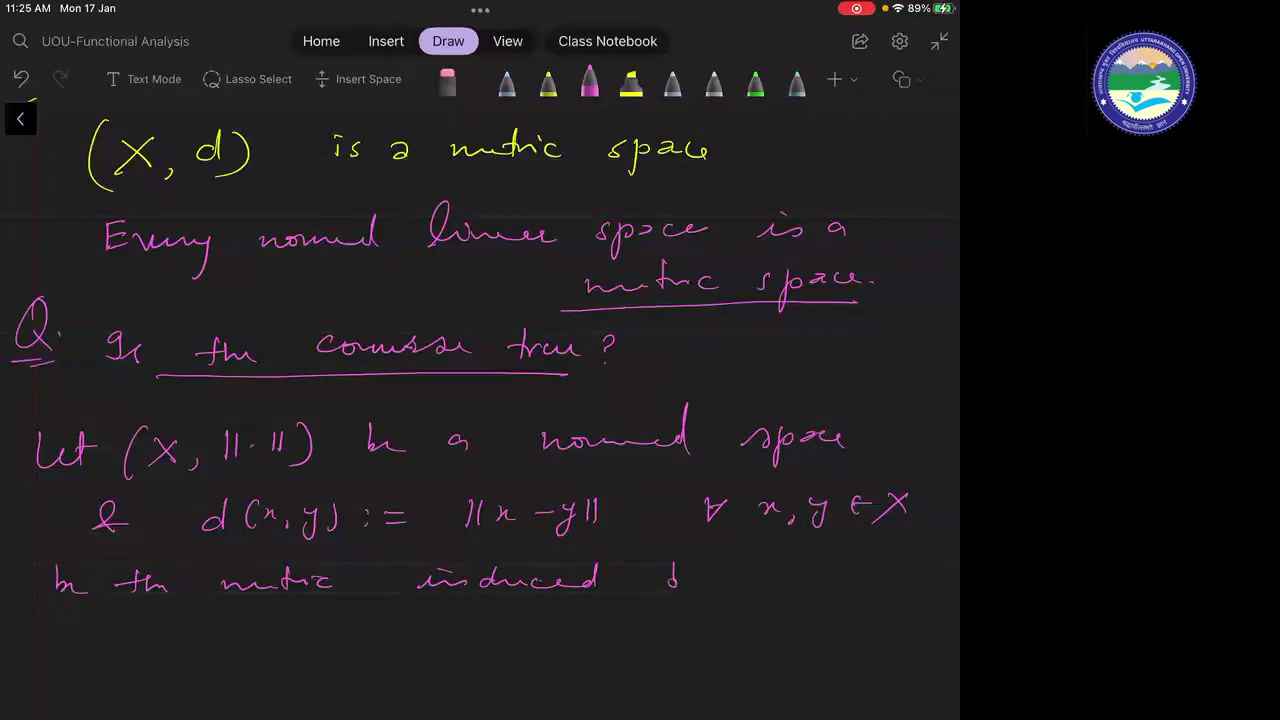 11:25 AM Mon 17 Jan
89%
UOU-Functional Analysis
Home Insert Draw View Class Notebook
Text Mode Lasso Select Insert Space
(X, d) is a metric space
Every normed linear space is a
metric space.
Q. Is the converse true?
Let (X, ||·||) be a normed space
& d(x, y) := ||x - y|| ∀ x, y ∈ X
be the metric induced b